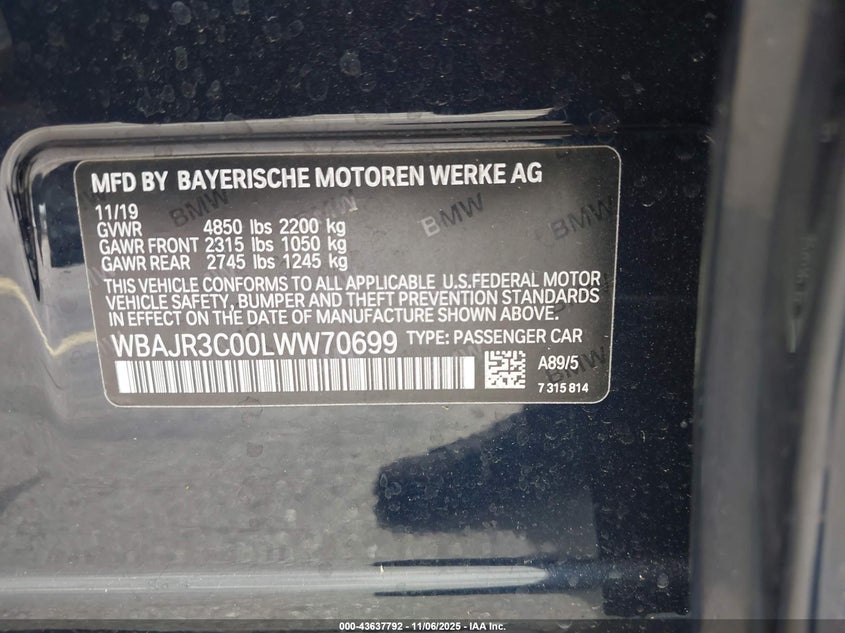 MFD BY BAYERISCHE MOTOREN WERKE AG
11/19
GVWR 4850 lbs 2200 kg
GAWR FRONT 2315 lbs 1050 kg
GAWR REAR 2745 lbs 1245 kg
THIS VEHICLE CONFORMS TO ALL APPLICABLE U.S.FEDERAL MOTOR
VEHICLE SAFETY, BUMPER AND THEFT PREVENTION STANDARDS
IN EFFECT ON THE DATE OF MANUFACTURE SHOWN ABOVE.
WBAJR3C00LWW70699 TYPE: PASSENGER CAR
A89/5
7 315 814
BMW
BMW
BMW
000-43637792 - 11/06/2025 - IAA Inc.